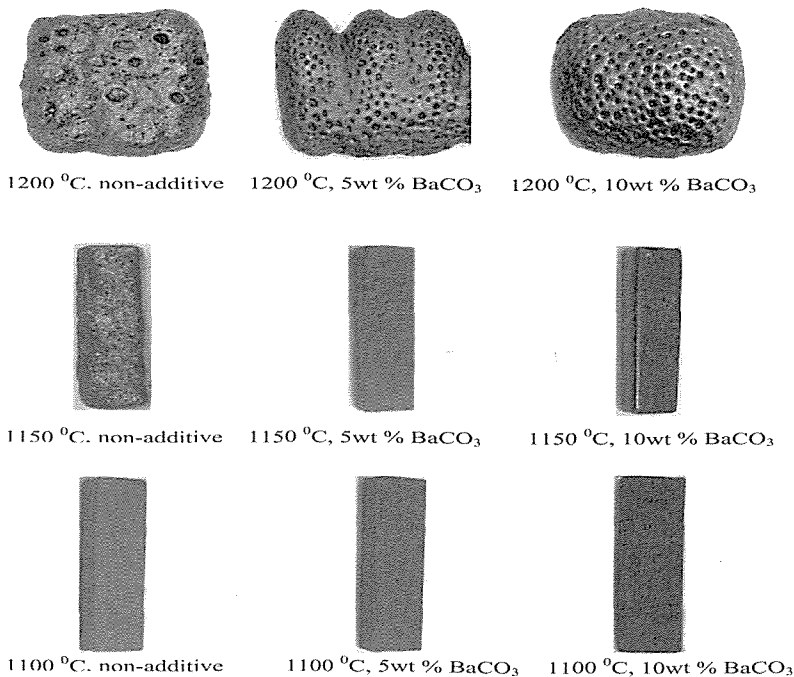 1200 ⁰C. non-additive
1200 ⁰C, 5wt % BaCO₃
1200 ⁰C, 10wt % BaCO₃
1150 ⁰C. non-additive
1150 ⁰C, 5wt % BaCO₃
1150 ⁰C, 10wt % BaCO₃
1100 ⁰C. non-additive
1100 ⁰C, 5wt % BaCO₃
1100 ⁰C, 10wt % BaCO₃